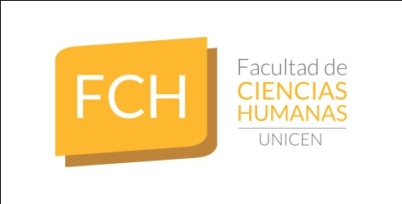 FCH
Facultad de
CIENCIAS
HUMANAS
UNICEN